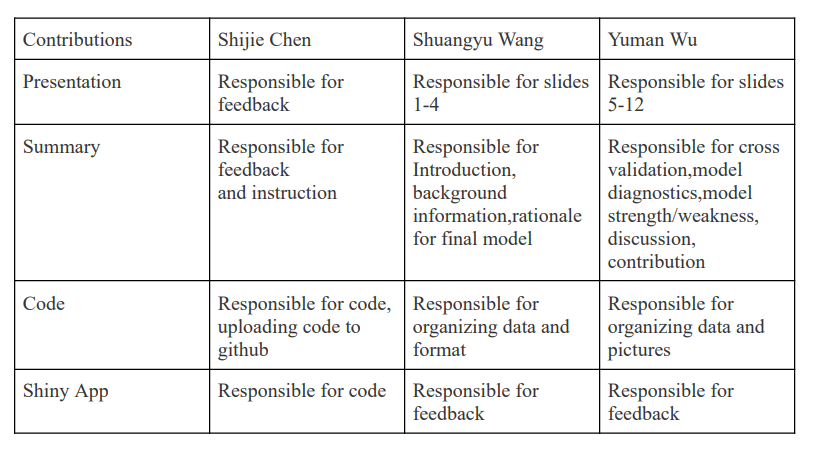 Contributions
Shijie Chen
Shuangyu Wang
Yuman Wu
Presentation
Responsible for
feedback
Responsible for slides
1-4
Responsible for slides
5-12
Summary
Responsible for
feedback
and instruction
Responsible for
Introduction,
background
information,rationale
for final model
Responsible for cross
validation,model
diagnostics,model
strength/weakness,
discussion,
contribution
Code
Responsible for code,
uploading code to
github
Responsible for
organizing data and
format
Responsible for
organizing data and
pictures
Shiny App
Responsible for code
Responsible for
feedback
Responsible for
feedback